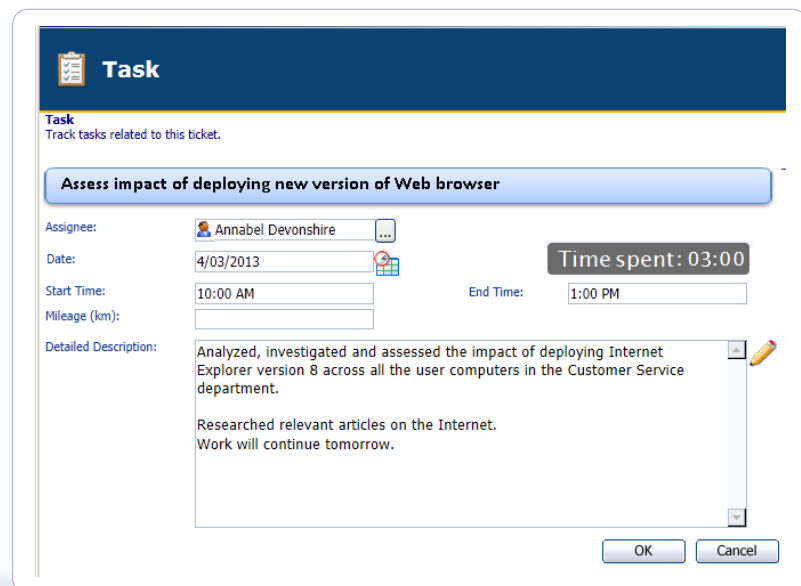 Task
Task
Track tasks related to this ticket.
Assess impact of deploying new version of Web browser
Assignee: Annabel Devonshire ...
Date: 4/03/2013 Time spent: 03:00
Start Time: 10:00 AM End Time: 1:00 PM
Mileage (km):
Detailed Description: Analyzed, investigated and assessed the impact of deploying Internet
Explorer version 8 across all the user computers in the Customer Service
department.
Researched relevant articles on the Internet.
Work will continue tomorrow.
OK Cancel